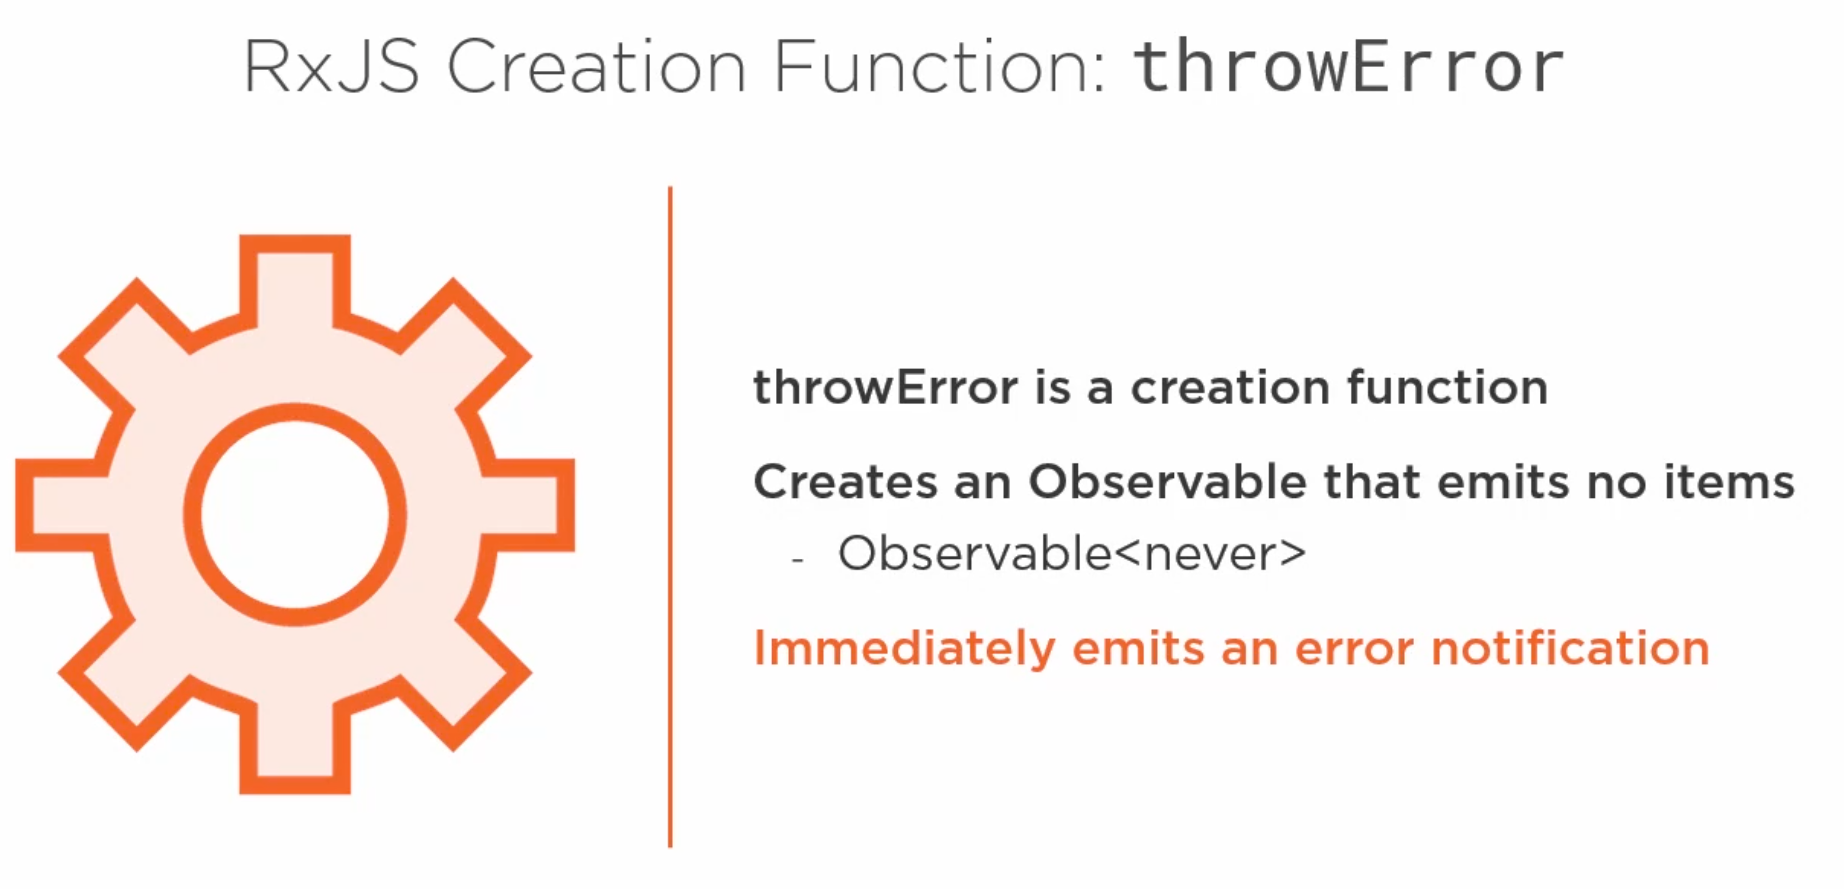 RxJS Creation Function: throwError
throwError is a creation function
Creates an Observable that emits no items
- Observable<never>
Immediately emits an error notification